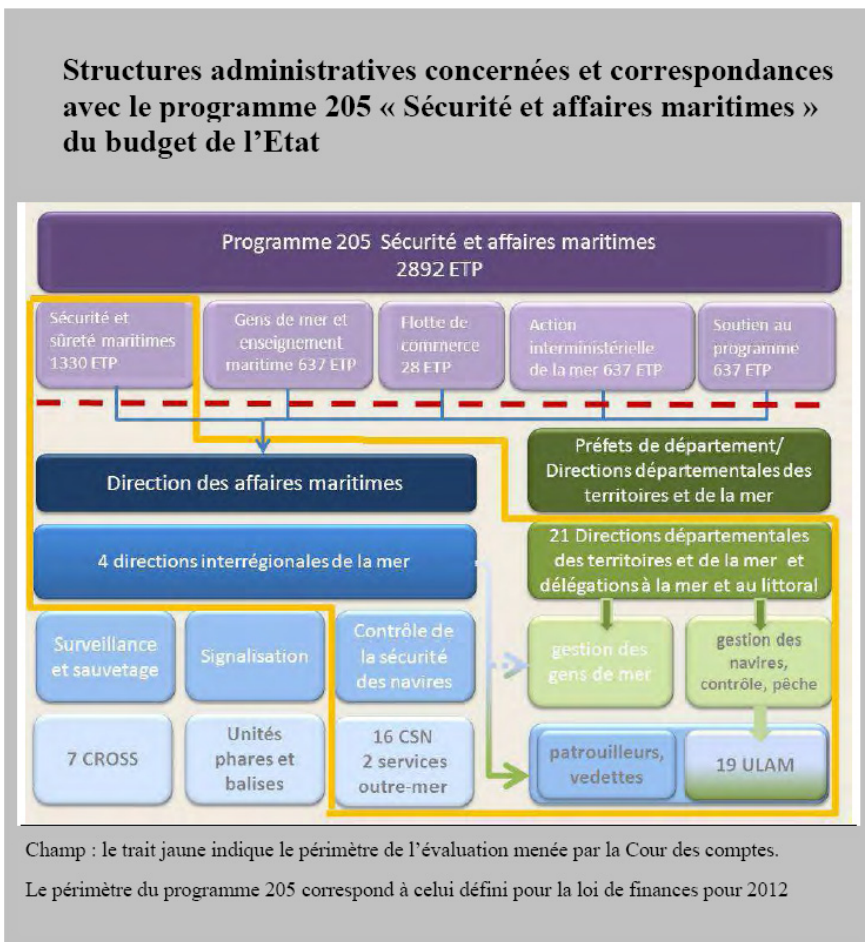 Structures administratives concernées et correspondances
avec le programme 205 « Sécurité et affaires maritimes »
du budget de l’Etat
Programme 205 Sécurité et affaires maritimes
2892 ETP
Sécurité et
sûreté maritimes
1330 ETP
Gens de mer et
enseignement
maritime 637 ETP
Flotte de
commerce
28 ETP
Action
interministérielle
de la mer 637 ETP
Soutien au
programme
637 ETP
Direction des affaires maritimes
Préfets de département/
Directions départementales des
territoires et de la mer
4 directions interrégionales de la mer
21 Directions départementales
des territoires et de la mer et
délégations à la mer et au littoral
Surveillance
et sauvetage
Signalisation
Contrôle de
la sécurité
des navires
gestion des
gens de mer
gestion des
navires,
contrôle, pêche
7 CROSS
Unités
phares et
balises
16 CSN
2 services
outre-mer
patrouilleurs,
vedettes
19 ULAM
Champ : le trait jaune indique le périmètre de l’évaluation menée par la Cour des comptes.
Le périmètre du programme 205 correspond à celui défini pour la loi de finances pour 2012